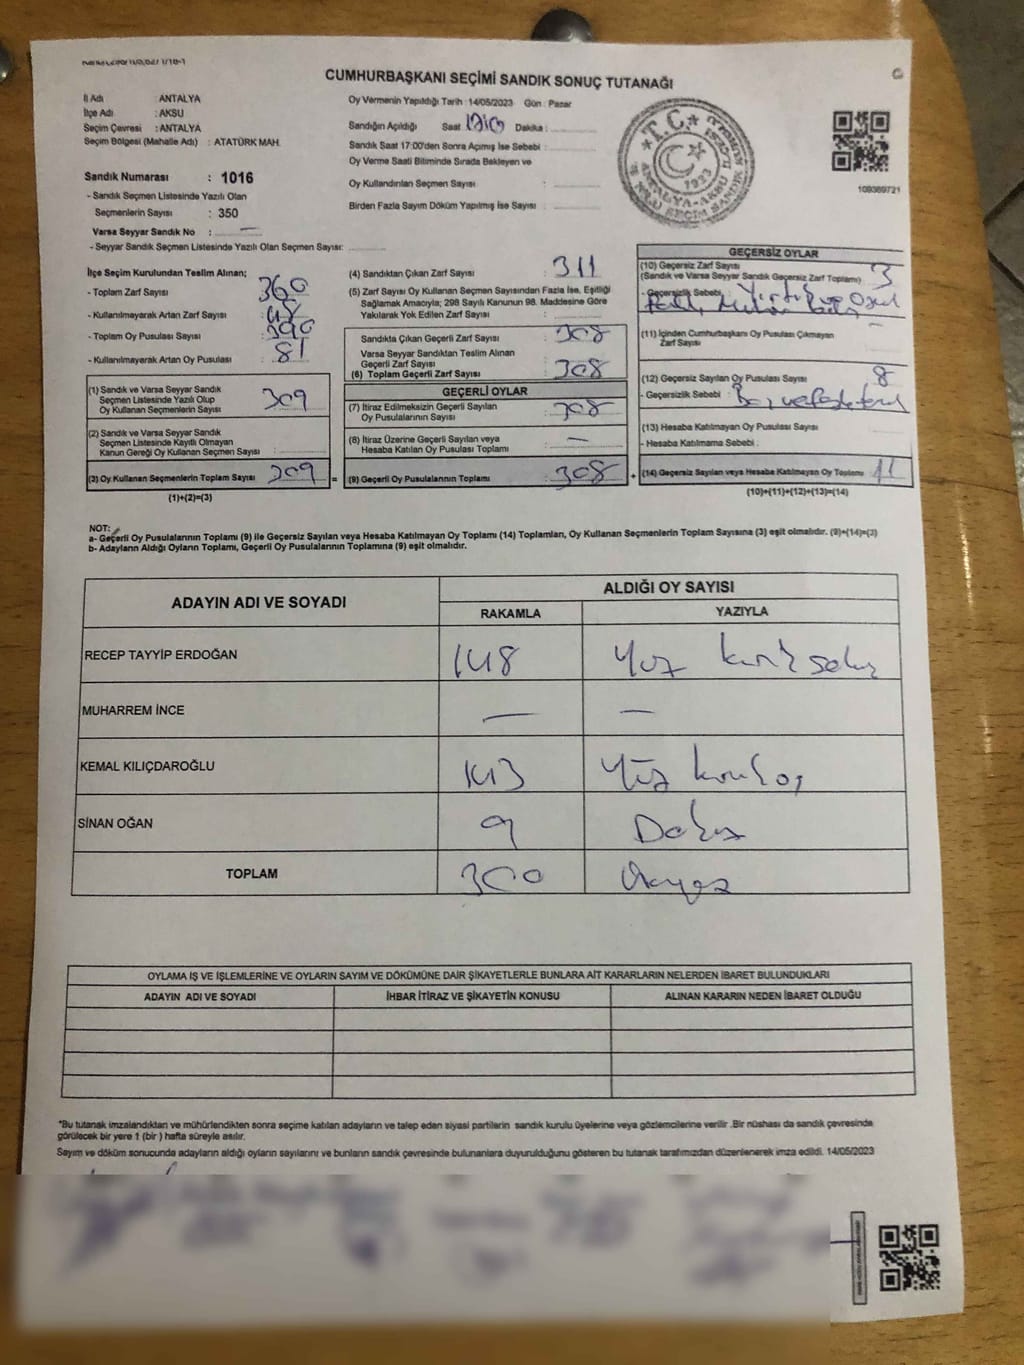 CUMHURBAŞKANI SEÇİMİ SANDIK SONUÇ TUTANAĞI
İl Adı : ANTALYA
İlçe Adı : AKSU
Seçim Çevresi : ANTALYA
Seçim Bölgesi (Mahalle Adı) : ATATÜRK MAH.
Sandık Numarası : 1016
- Sandık Seçmen Listesinde Yazılı Olan
Seçmenlerin Sayısı : 350
Varsa Seyyar Sandık No : —
- Seyyar Sandık Seçmen Listesinde Yazılı Olan Seçmen Sayısı:
Oy Vermenin Yapıldığı Tarih : 14/05/2023 Gün : Pazar
Sandığın Açıldığı Saat Dakika :
Sandık Saat 17:00'den Sonra Açımış İse Sebebi :
Oy Verme Saati Bitiminde Sırada Bekleyen ve
Oy Kullandırılan Seçmen Sayısı :
Birden Fazla Sayım Döküm Yapılmış İse Sayısı :
T.C.
1923
109369721
İlçe Seçim Kurulundan Teslim Alınan;
- Toplam Zarf Sayısı : 360
- Kullanılmayarak Artan Zarf Sayısı : 48
- Toplam Oy Pusulası Sayısı : 390
- Kullanılmayarak Artan Oy Pusulası : 81
(1) Sandık ve Varsa Seyyar Sandık
Seçmen Listesinde Yazılı Olup
Oy Kullanan Seçmenlerin Sayısı : 309
(2) Sandık ve Varsa Seyyar Sandık
Seçmen Listesinde Kayıtlı Olmayan
Kanun Gereği Oy Kullanan Seçmen Sayısı :
(3) Oy Kullanan Seçmenlerin Toplam Sayısı 309
(1)+(2)=(3)
=
(4) Sandıktan Çıkan Zarf Sayısı : 311
(5) Zarf Sayısı Oy Kullanan Seçmen Sayısından Fazla İse, Eşitliği
Sağlamak Amacıyla; 298 Sayılı Kanunun 98. Maddesine Göre
Yakılarak Yok Edilen Zarf Sayısı :
Sandıkta Çıkan Geçerli Zarf Sayısı : 308
Varsa Seyyar Sandıktan Teslim Alınan
Geçerli Zarf Sayısı :
(6) Toplam Geçerli Zarf Sayısı : 308
GEÇERLİ OYLAR
(7) İtiraz Edilmeksizin Geçerli Sayılan
Oy Pusulalarının Sayısı : 308
(8) İtiraz Üzerine Geçerli Sayılan veya
Hesaba Katılan Oy Pusulası Toplamı : —
(9) Geçerli Oy Pusulalarının Toplamı : 308
+
GEÇERSİZ OYLAR
(10) Geçersiz Zarf Sayısı
(Sandık ve Varsa Seyyar Sandık Geçersiz Zarf Toplamı) : 3
- Geçersizlik Sebebi : Yırtık ve
(11) İçinden Cumhurbaşkanı Oy Pusulası Çıkmayan
Zarf Sayısı : —
(12) Geçersiz Sayılan Oy Pusulası Sayısı : 8
- Geçersizlik Sebebi :
(13) Hesaba Katılmayan Oy Pusulası Sayısı :
- Hesaba Katılmama Sebebi :
(14) Geçersiz Sayılan veya Hesaba Katılmayan Oy Toplamı : 11
(10)+(11)+(12)+(13)=(14)
NOT:
a- Geçerli Oy Pusulalarının Toplamı (9) ile Geçersiz Sayılan veya Hesaba Katılmayan Oy Toplamı (14) Toplamları, Oy Kullanan Seçmenlerin Toplam Sayısına (3) eşit olmalıdır. (9)+(14)=(3)
b- Adayların Aldığı Oyların Toplamı, Geçerli Oy Pusulalarının Toplamına (9) eşit olmalıdır.
ADAYIN ADI VE SOYADI
ALDIĞI OY SAYISI
RAKAMLA YAZIYLA
RECEP TAYYİP ERDOĞAN 148 Yüz kırk sekiz
MUHARREM İNCE — —
KEMAL KILIÇDAROĞLU 143 Yüz kırk üç
SİNAN OĞAN 9 Dokuz
TOPLAM 300 Üçyüz
OYLAMA İŞ VE İŞLEMLERİNE VE OYLARIN SAYIM VE DÖKÜMÜNE DAİR ŞİKAYETLERLE BUNLARA AİT KARARLARIN NELERDEN İBARET BULUNDUKLARI
ADAYIN ADI VE SOYADI İHBAR İTİRAZ VE ŞİKAYETİN KONUSU ALINAN KARARIN NEDEN İBARET OLDUĞU
*Bu tutanak imzalandıktan ve mühürlendikten sonra seçime katılan adayların ve talep eden siyasi partilerin sandık kurulu üyelerine veya gözlemcilerine verilir .Bir nüshası da sandık çevresinde
görülecek bir yere 1 (bir ) hafta süreyle asılır.
Sayım ve döküm sonucunda adayların aldığı oyların sayılarını ve bunların sandık çevresinde bulunanlara duyurulduğunu gösteren bu tutanak tarafımızdan düzenlenerek imza edildi. 14/05/2023